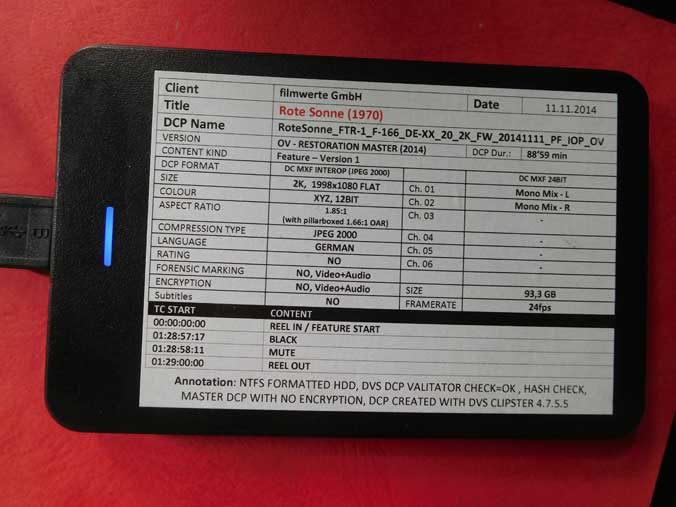 Client filmwerte GmbH Date 11.11.2014
Title Rote Sonne (1970)
DCP Name RoteSonne_FTR-1_F-166_DE-XX_20_2K_FW_20141111_PF_IOP_OV
VERSION OV - RESTORATION MASTER (2014) DCP Dur.: 88'59 min
CONTENT KIND Feature – Version 1
DCP FORMAT DC MXF INTEROP (JPEG 2000) DC MXF 24BIT
SIZE 2K, 1998x1080 FLAT Ch. 01 Mono Mix - L
COLOUR XYZ, 12BIT Ch. 02 Mono Mix - R
ASPECT RATIO 1.85:1 Ch. 03 -
(with pillarboxed 1.66:1 OAR)
COMPRESSION TYPE JPEG 2000 Ch. 04 -
LANGUAGE GERMAN Ch. 05 -
RATING NO Ch. 06 -
FORENSIC MARKING NO, Video+Audio
ENCRYPTION NO, Video+Audio SIZE 93,3 GB
Subtitles NO FRAMERATE 24fps
TC START CONTENT
00:00:00:00 REEL IN / FEATURE START
01:28:57:17 BLACK
01:28:58:11 MUTE
01:29:00:00 REEL OUT
Annotation: NTFS FORMATTED HDD, DVS DCP VALITATOR CHECK=OK , HASH CHECK,
MASTER DCP WITH NO ENCRYPTION, DCP CREATED WITH DVS CLIPSTER 4.7.5.5